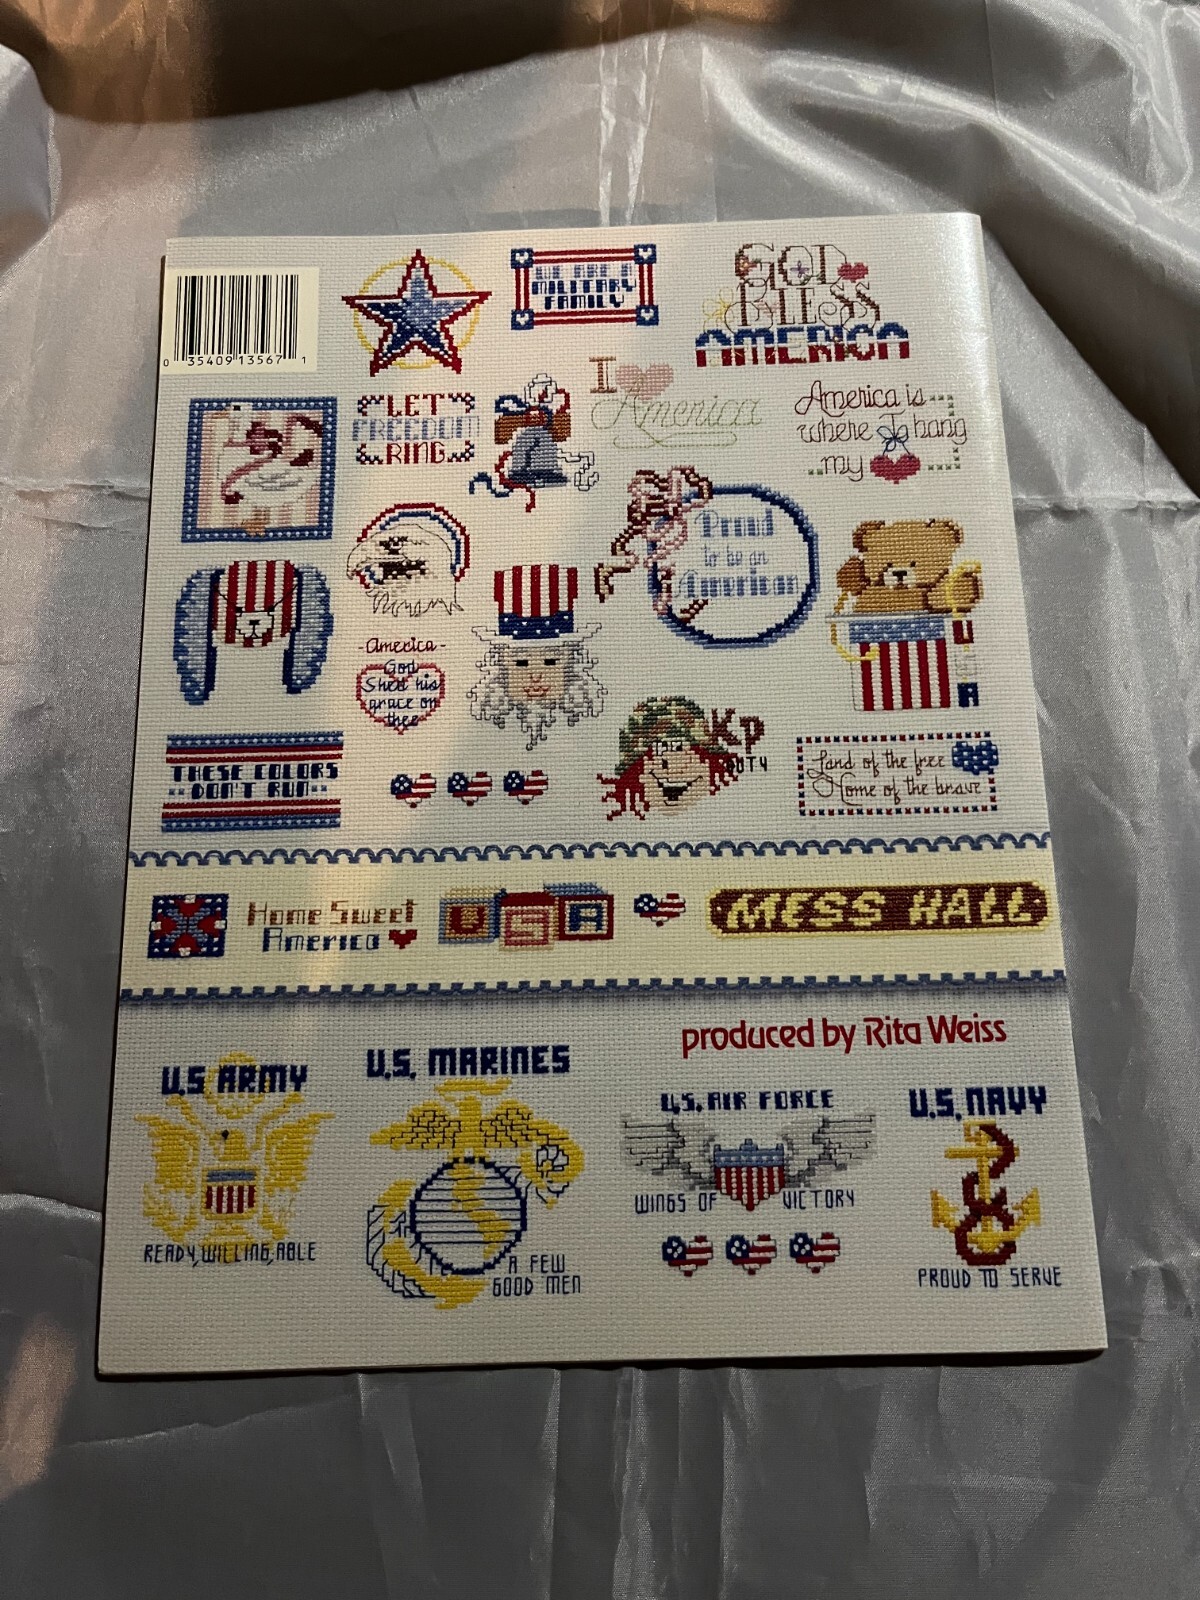 WE ARE A
MILITARY
FAMILY
GOD
BLESS
AMERICA
0 35409 13567 1
LET
FREEDOM
RING
I
America
America is
where I hang
my
Proud
to be an
American
-America-
God
Shed his
grace on
thee
USA
KP
DUTY
THESE COLORS
DON'T RUN
Land of the free
Home of the brave
Home Sweet
America
USA
MESS HALL
produced by Rita Weiss
U.S. ARMY
READY, WILLING, ABLE
U.S. MARINES
A FEW
GOOD MEN
U.S. AIR FORCE
WINGS OF VICTORY
U.S. NAVY
PROUD TO SERVE